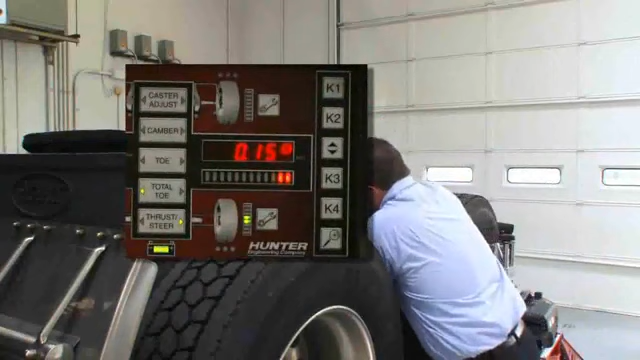 CASTER
ADJUST
CAMBER
TOE
TOTAL
TOE
THRUST/
STEER
0.15°
K1
K2
K3
K4
HUNTER
Engineering Company